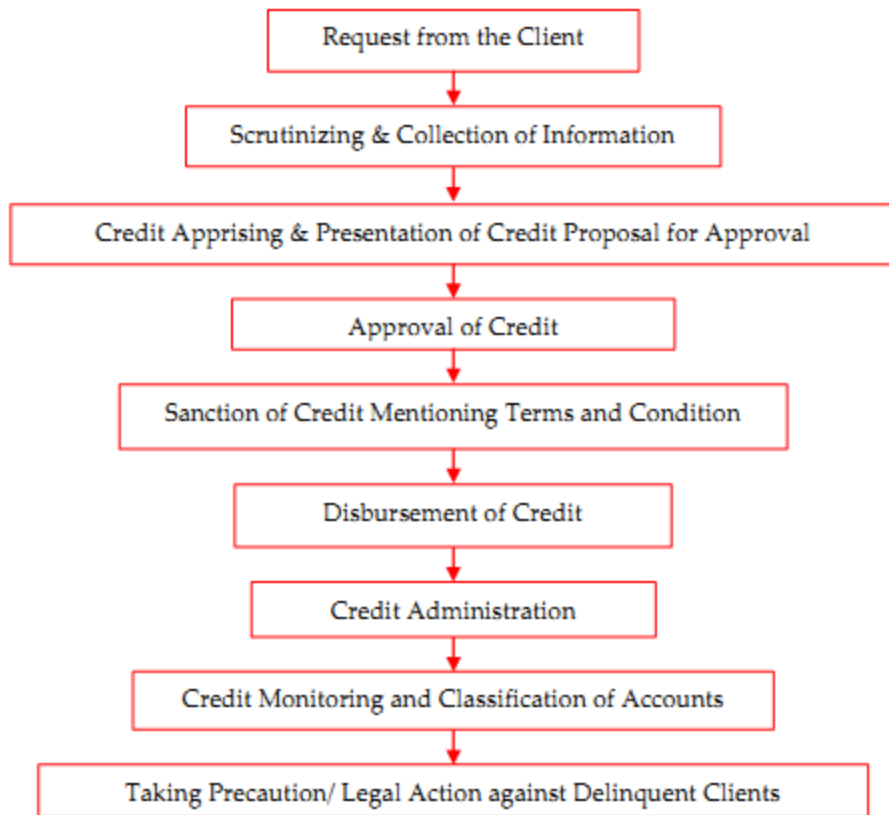 Request from the Client
Scrutinizing & Collection of Information
Credit Apprising & Presentation of Credit Proposal for Approval
Approval of Credit
Sanction of Credit Mentioning Terms and Condition
Disbursement of Credit
Credit Administration
Credit Monitoring and Classification of Accounts
Taking Precaution/ Legal Action against Delinquent Clients